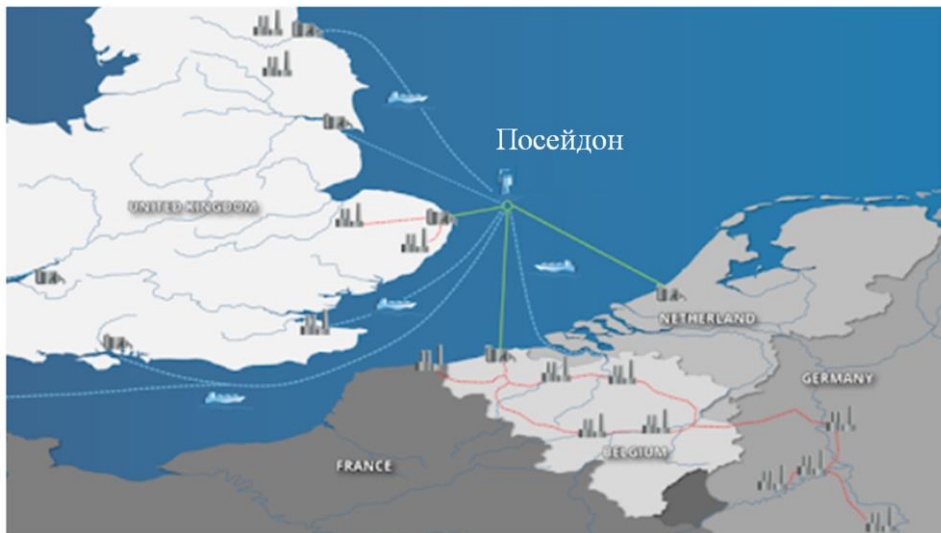 Посейдон
UNITED KINGDOM
NETHERLAND
GERMANY
BELGIUM
FRANCE